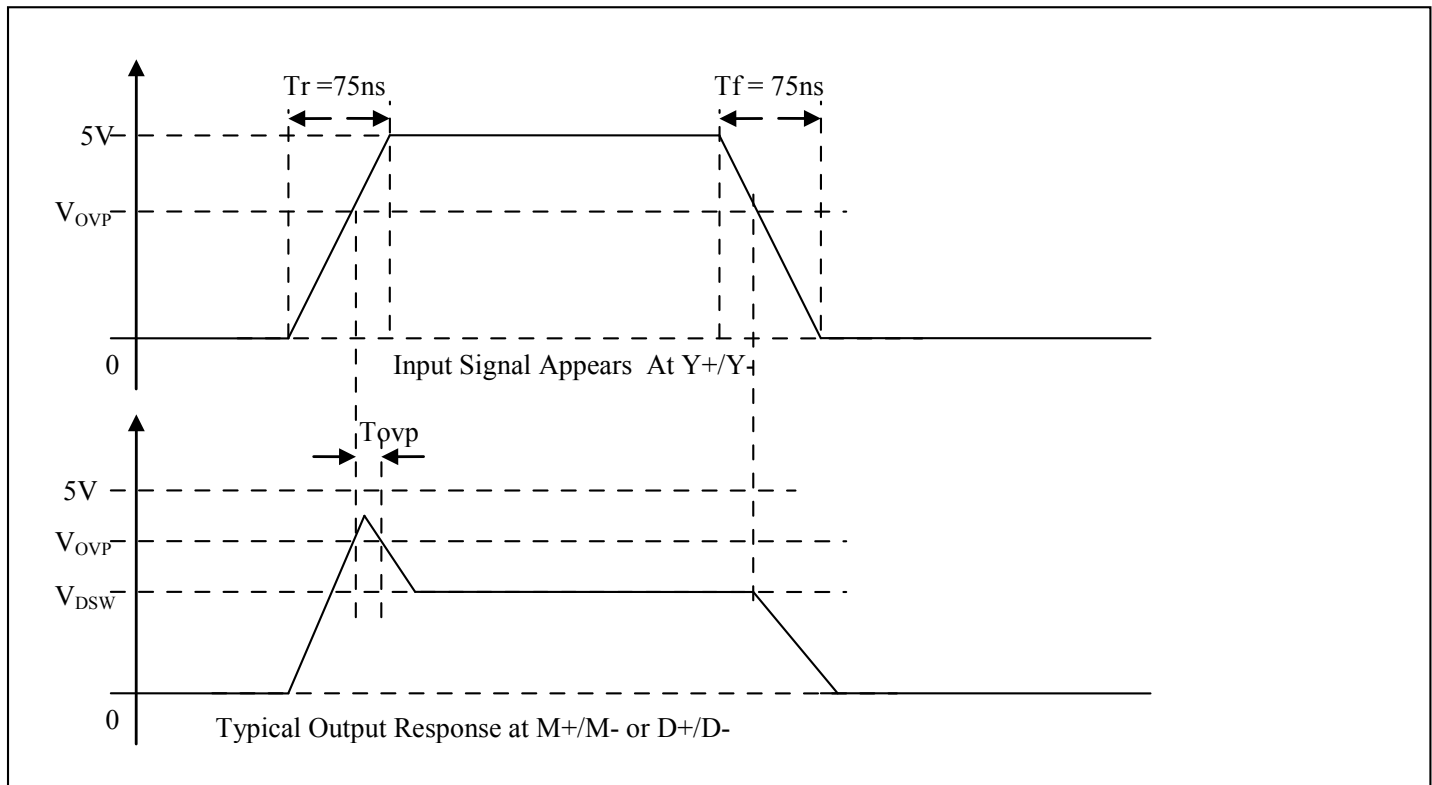 Tr =75ns
Tf = 75ns
5V
VOVP
0
Input Signal Appears At Y+/Y-
Tovp
5V
VOVP
VDSW
0
Typical Output Response at M+/M- or D+/D-